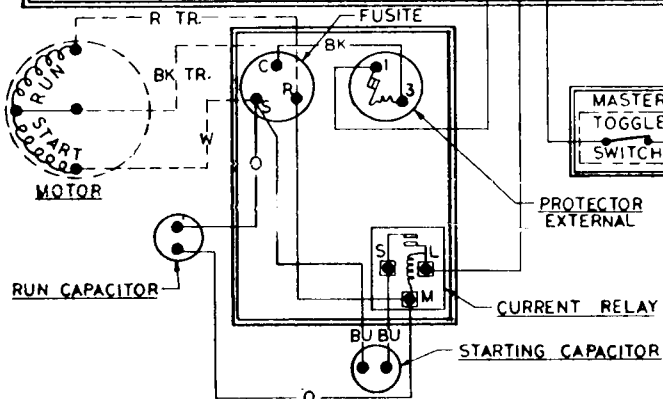 R TR.
FUSITE
BK
C
R
S
1
3
RUN
BK TR.
START
W
MOTOR
O
MASTER
TOGGLE
SWITCH
PROTECTOR
EXTERNAL
S
L
M
RUN CAPACITOR
CURRENT RELAY
BU BU
STARTING CAPACITOR
O